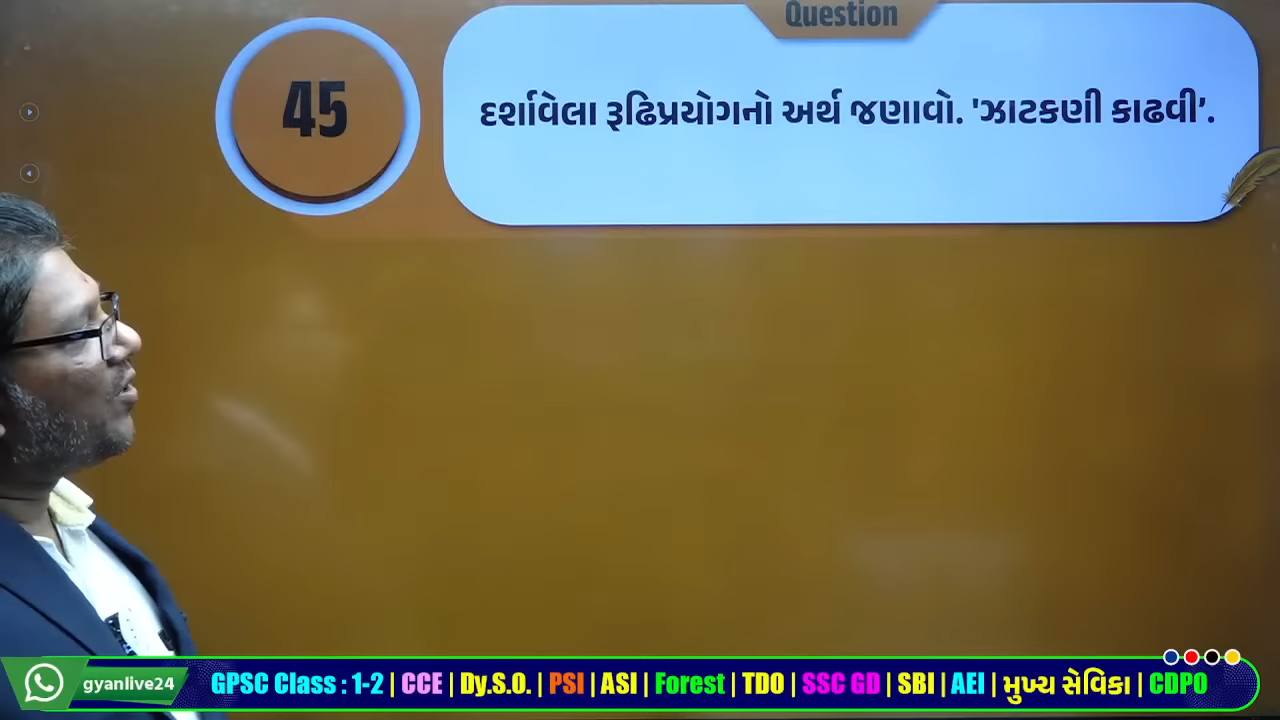 Question
45
દર્શાવેલા રૂઢિપ્રયોગનો અર્થ જણાવો. 'ઝાટકણી કાઢવી'.
gyanlive24
GPSC Class : 1-2 | CCE | Dy.S.O. | PSI | ASI | Forest | TDO | SSC GD | SBI | AEI | મુખ્ય સેવિકા | CDPO